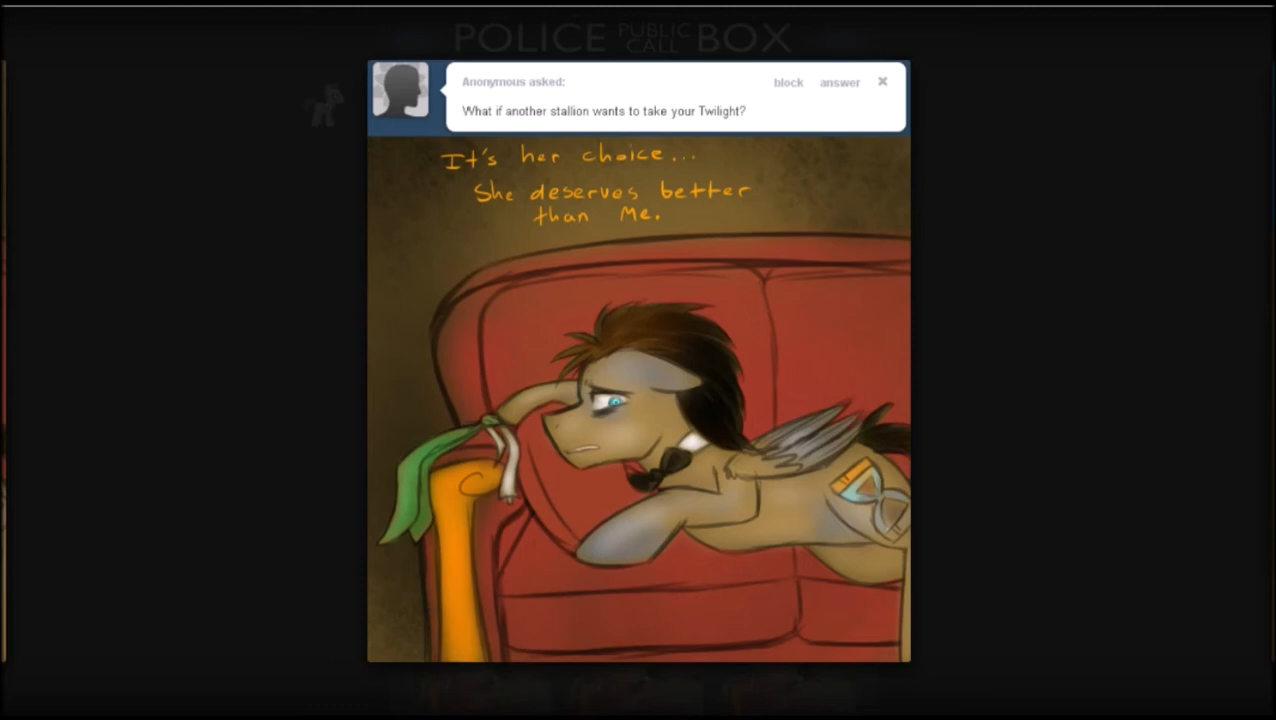 POLICE PUBLIC CALL BOX
Anonymous asked: block answer ×
What if another stallion wants to take your Twilight?
It's her choice...
She deserves better
than Me.